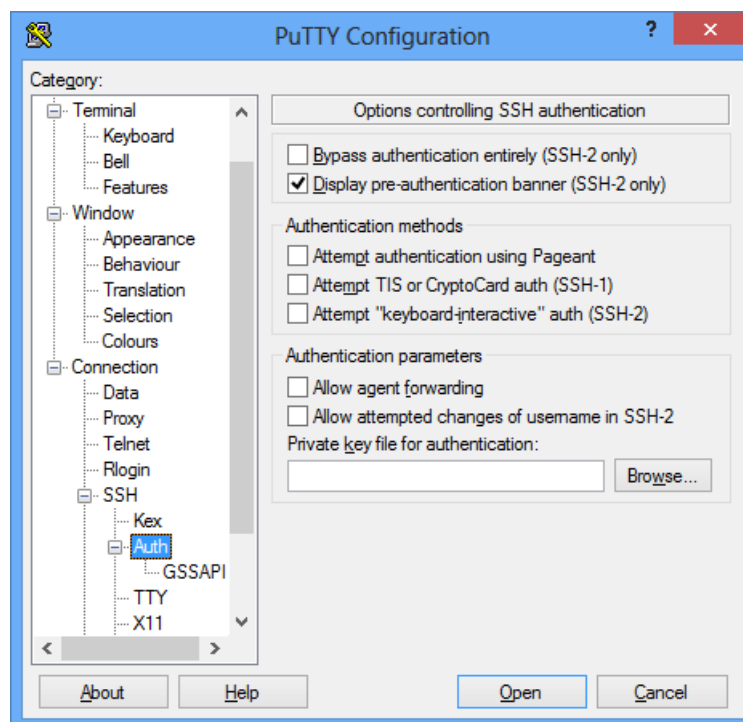 PuTTY Configuration
?
Category:
Terminal
Keyboard
Bell
Features
Window
Appearance
Behaviour
Translation
Selection
Colours
Connection
Data
Proxy
Telnet
Rlogin
SSH
Kex
Auth
GSSAPI
TTY
X11
Options controlling SSH authentication
Bypass authentication entirely (SSH-2 only)
Display pre-authentication banner (SSH-2 only)
Authentication methods
Attempt authentication using Pageant
Attempt TIS or CryptoCard auth (SSH-1)
Attempt "keyboard-interactive" auth (SSH-2)
Authentication parameters
Allow agent forwarding
Allow attempted changes of username in SSH-2
Private key file for authentication:
Browse...
About
Help
Open
Cancel